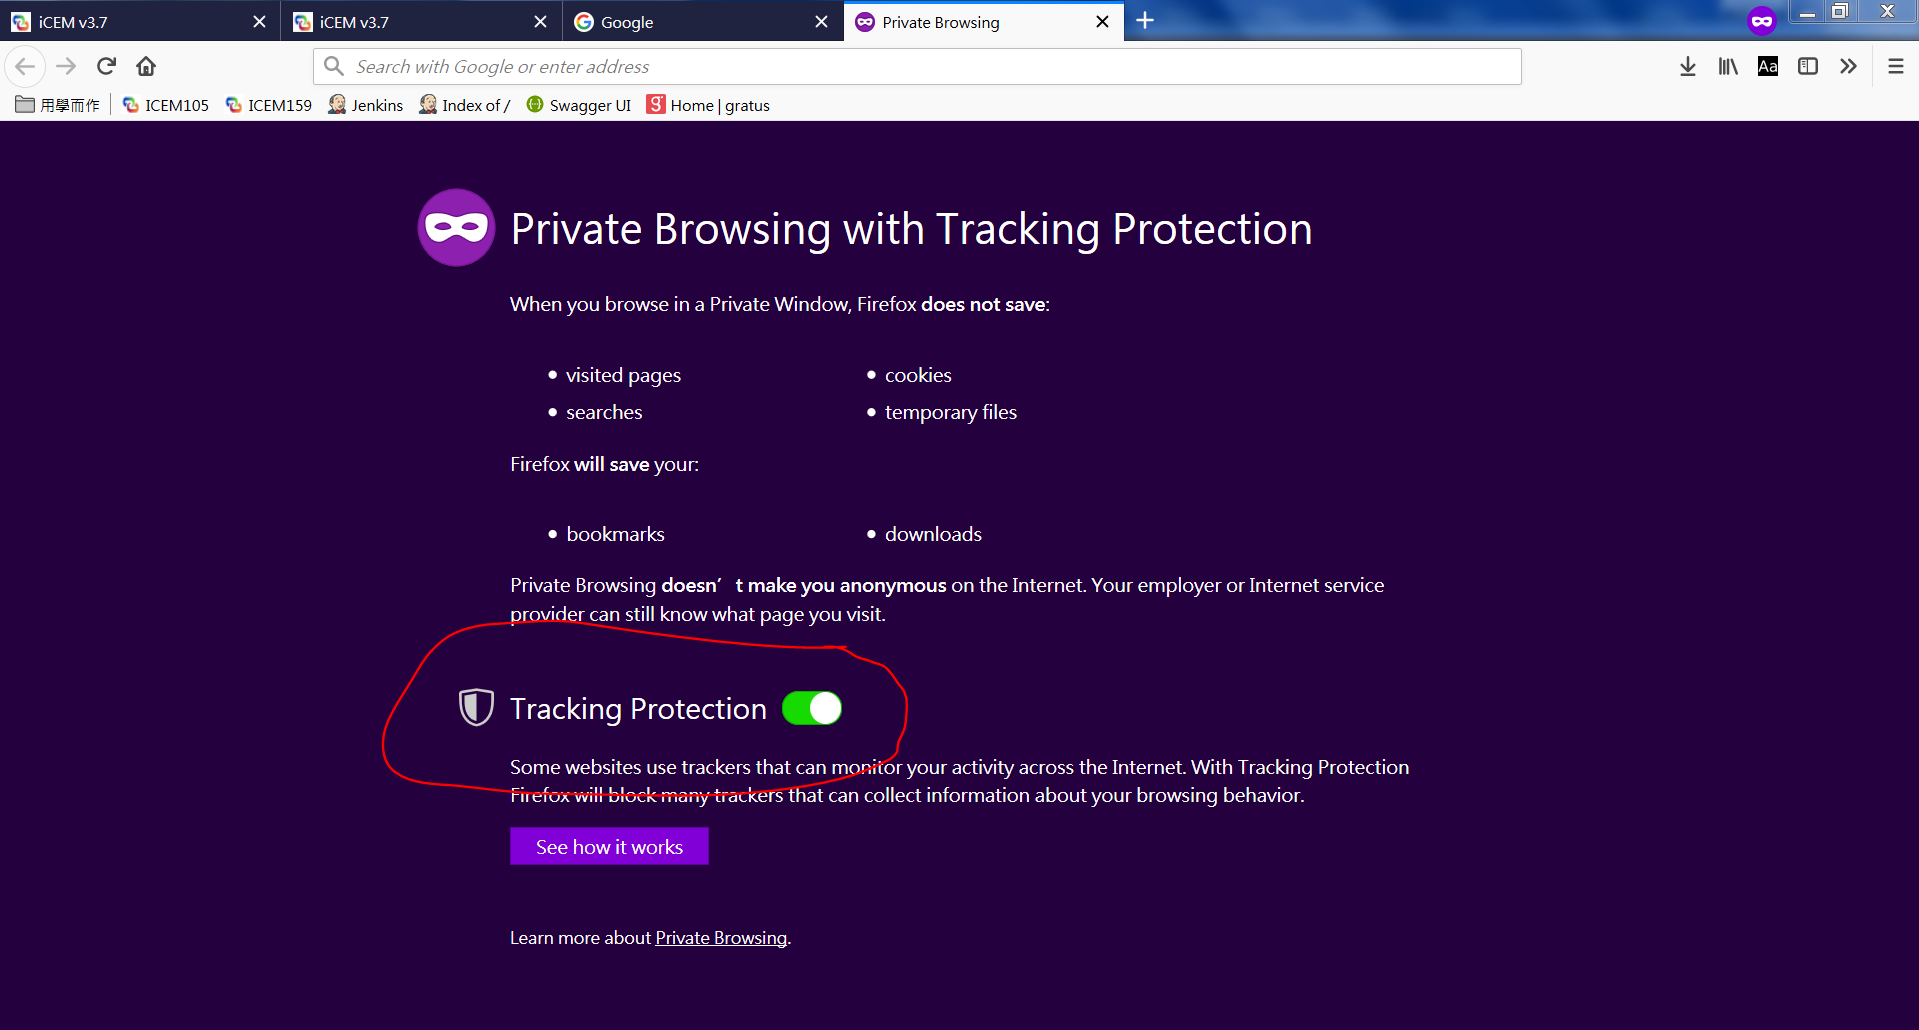 iCEM v3.7
iCEM v3.7
Google
Private Browsing
Search with Google or enter address
Aa
用學而作
ICEM105
ICEM159
Jenkins
Index of /
Swagger UI
g Home | gratus
Private Browsing with Tracking Protection
When you browse in a Private Window, Firefox does not save:
• visited pages
• cookies
• searches
• temporary files
Firefox will save your:
• bookmarks
• downloads
Private Browsing doesn’t make you anonymous on the Internet. Your employer or Internet service
provider can still know what page you visit.
Tracking Protection
Some websites use trackers that can monitor your activity across the Internet. With Tracking Protection
Firefox will block many trackers that can collect information about your browsing behavior.
See how it works
Learn more about Private Browsing.